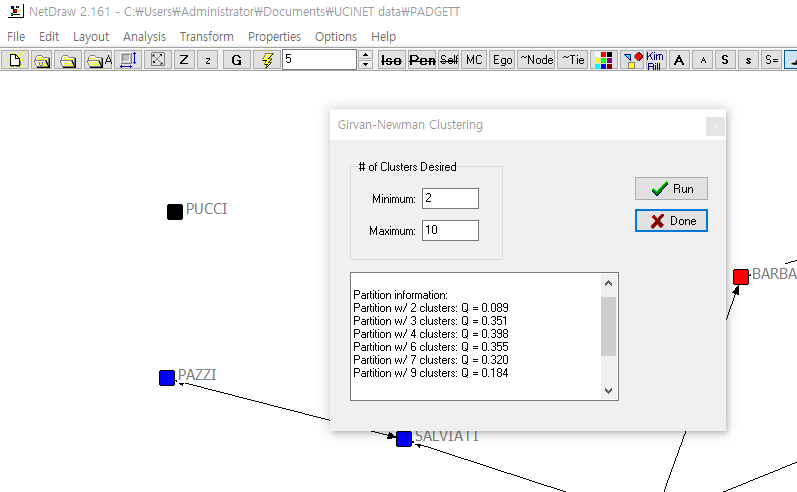 NetDraw 2.161 - C:₩Users₩Administrator₩Documents₩UCINET data₩PADGETT
File Edit Layout Analysis Transform Properties Options Help
A Z z G 5 Iso Pen Self MC Ego ~Node ~Tie Kim Bill A A S s S=
Girvan-Newman Clustering
# of Clusters Desired
Minimum: 2
Maximum: 10
Run
Done
Partition information:
Partition w/ 2 clusters: Q = 0.089
Partition w/ 3 clusters: Q = 0.351
Partition w/ 4 clusters: Q = 0.398
Partition w/ 6 clusters: Q = 0.355
Partition w/ 7 clusters: Q = 0.320
Partition w/ 9 clusters: Q = 0.184
PUCCI
BARBA
PAZZI
SALVIATI